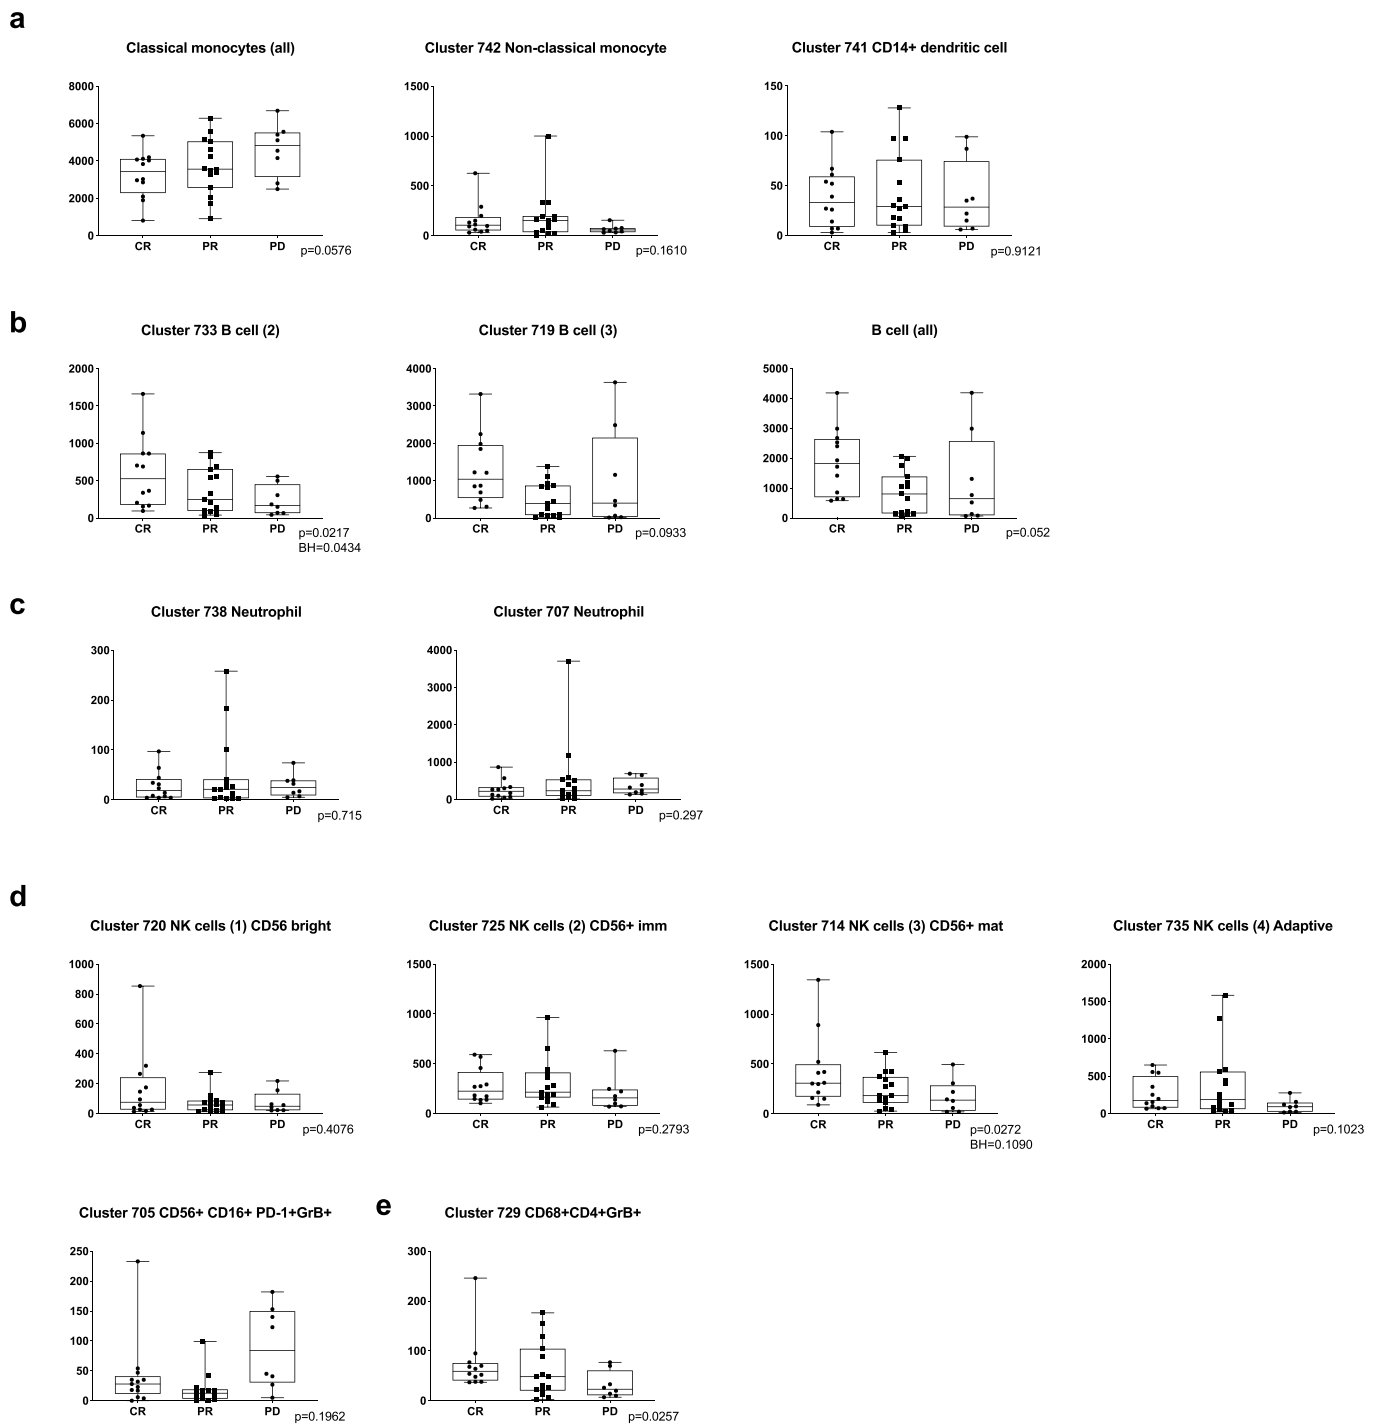 a
Classical monocytes (all)
8000
6000
4000
2000
0
CR PR PD
p=0.0576
Cluster 742 Non-classical monocyte
1500
1000
500
0
CR PR PD
p=0.1610
Cluster 741 CD14+ dendritic cell
150
100
50
0
CR PR PD
p=0.9121
b
Cluster 733 B cell (2)
2000
1500
1000
500
0
CR PR PD
p=0.0217
BH=0.0434
Cluster 719 B cell (3)
4000
3000
2000
1000
0
CR PR PD
p=0.0933
B cell (all)
5000
4000
3000
2000
1000
0
CR PR PD
p=0.052
c
Cluster 738 Neutrophil
300
200
100
0
CR PR PD
p=0.715
Cluster 707 Neutrophil
4000
3000
2000
1000
0
CR PR PD
p=0.297
d
Cluster 720 NK cells (1) CD56 bright
1000
800
600
400
200
0
CR PR PD
p=0.4076
Cluster 725 NK cells (2) CD56+ imm
1500
1000
500
0
CR PR PD
p=0.2793
Cluster 714 NK cells (3) CD56+ mat
1500
1000
500
0
CR PR PD
p=0.0272
BH=0.1090
Cluster 735 NK cells (4) Adaptive
2000
1500
1000
500
0
CR PR PD
p=0.1023
Cluster 705 CD56+ CD16+ PD-1+GrB+
250
200
150
100
50
0
CR PR PD
p=0.1962
e
Cluster 729 CD68+CD4+GrB+
300
200
100
0
CR PR PD
p=0.0257